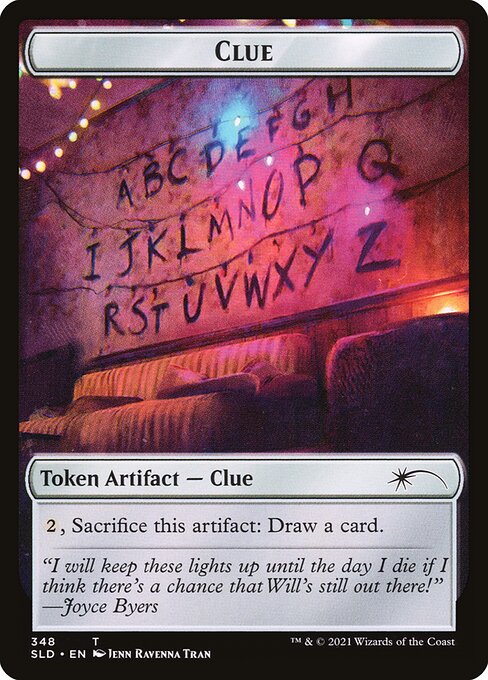 CLUE
ABCDEFGH
IJKLMNOPQ
RSTUVWXYZ
Token Artifact — Clue
2, Sacrifice this artifact: Draw a card.
“I will keep these lights up until the day I die if I
think there’s a chance that Will’s still out there!”
—Joyce Byers
348 T
SLD • EN Jenn Ravenna Tran
™ & © 2021 Wizards of the Coast